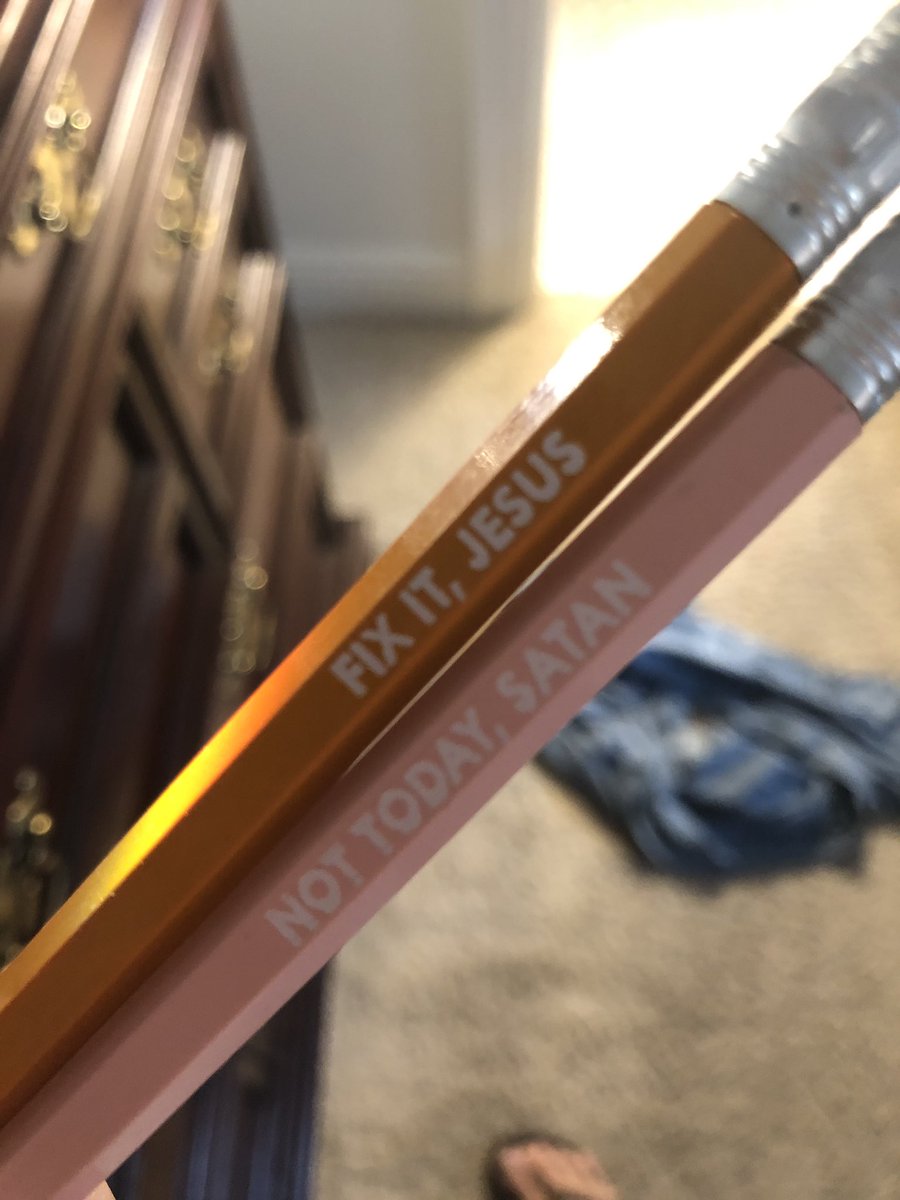 FIX IT, JESUS
NOT TODAY, SATAN